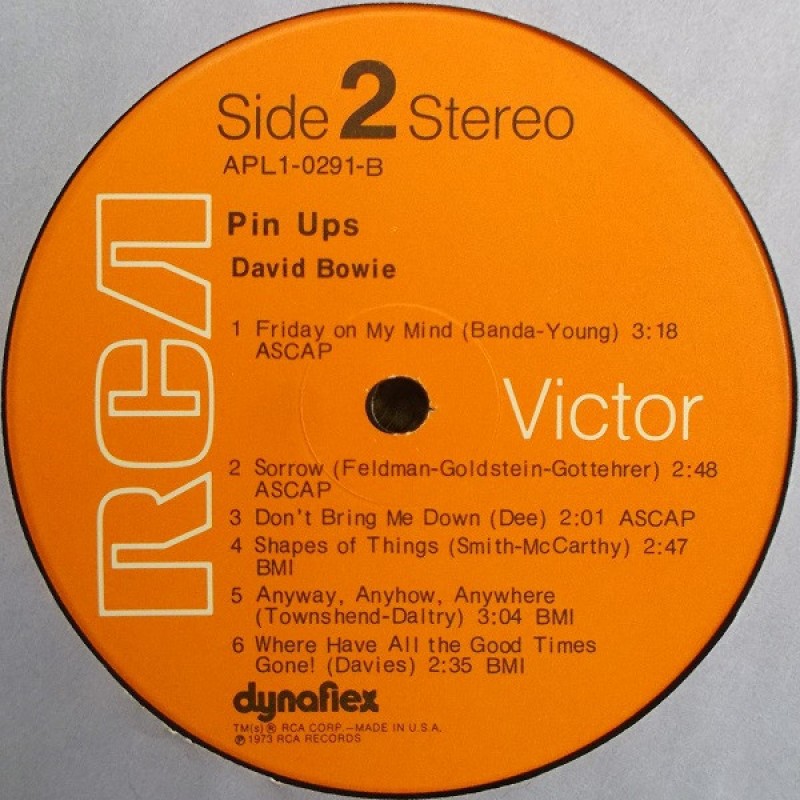 Side 2 Stereo
APL1-0291-B
Pin Ups
David Bowie
1 Friday on My Mind (Banda-Young) 3:18
ASCAP
RCA
Victor
2 Sorrow (Feldman-Goldstein-Gottehrer) 2:48
ASCAP
3 Don't Bring Me Down (Dee) 2:01 ASCAP
4 Shapes of Things (Smith-McCarthy) 2:47
BMI
5 Anyway, Anyhow, Anywhere
(Townshend-Daltry) 3:04 BMI
6 Where Have All the Good Times
Gone! (Davies) 2:35 BMI
dynaflex
TM(s) ® RCA CORP.—MADE IN U.S.A.
℗ 1973 RCA RECORDS